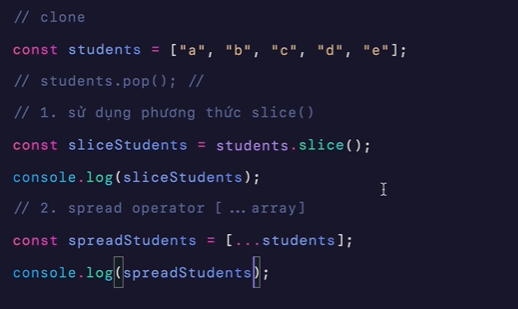 // clone
const students = ["a", "b", "c", "d", "e"];
// students.pop(); //
// 1. sử dụng phương thức slice()
const sliceStudents = students.slice();
console.log(sliceStudents);
// 2. spread operator [...array]
const spreadStudents = [...students];
console.log(spreadStudents);